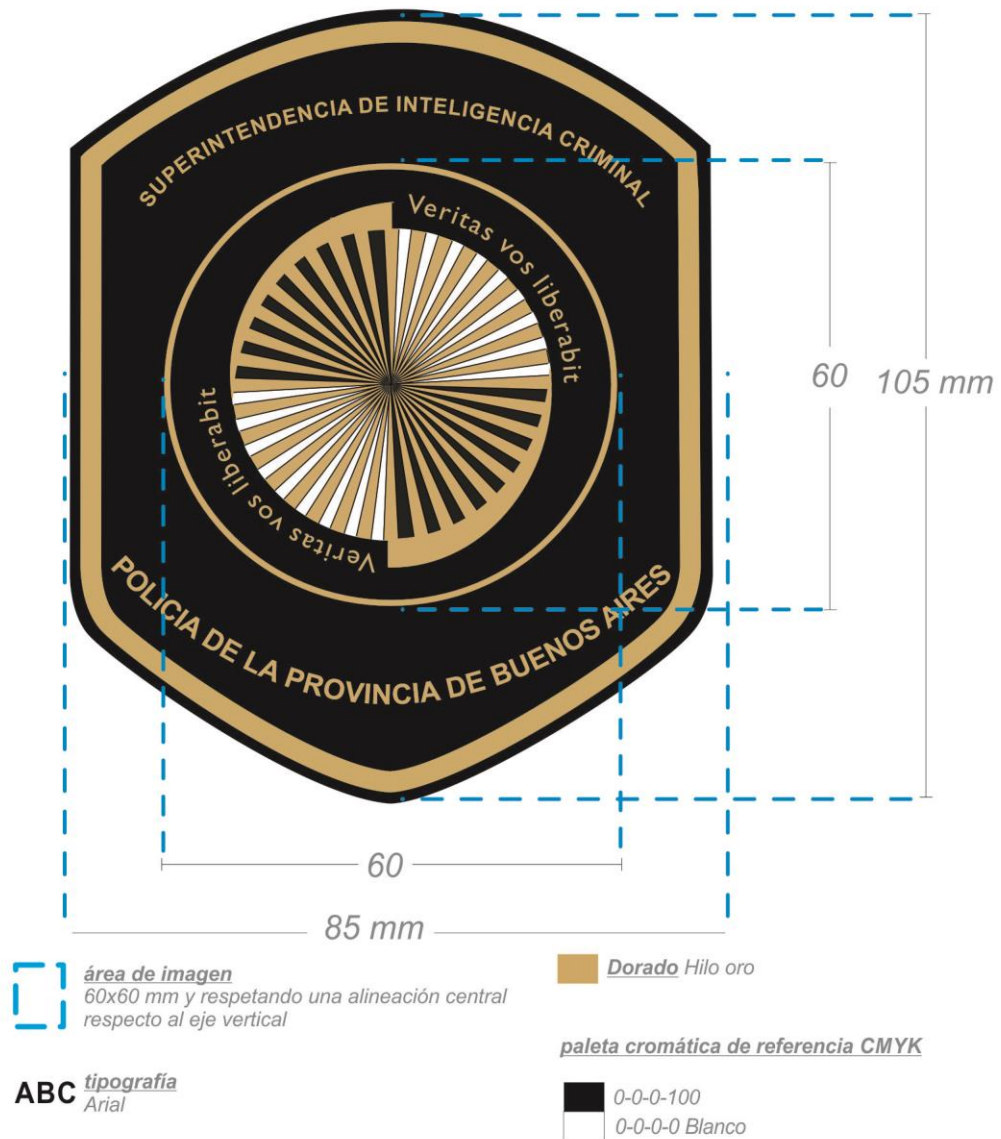 SUPERINTENDENCIA DE INTELIGENCIA CRIMINAL
Veritas vos liberabit
Veritas vos liberabit
POLICIA DE LA PROVINCIA DE BUENOS AIRES
60
105 mm
60
85 mm
área de imagen
60x60 mm y respetando una alineación central
respecto al eje vertical
Dorado Hilo oro
ABC tipografía
Arial
paleta cromática de referencia CMYK
0-0-0-100
0-0-0-0 Blanco